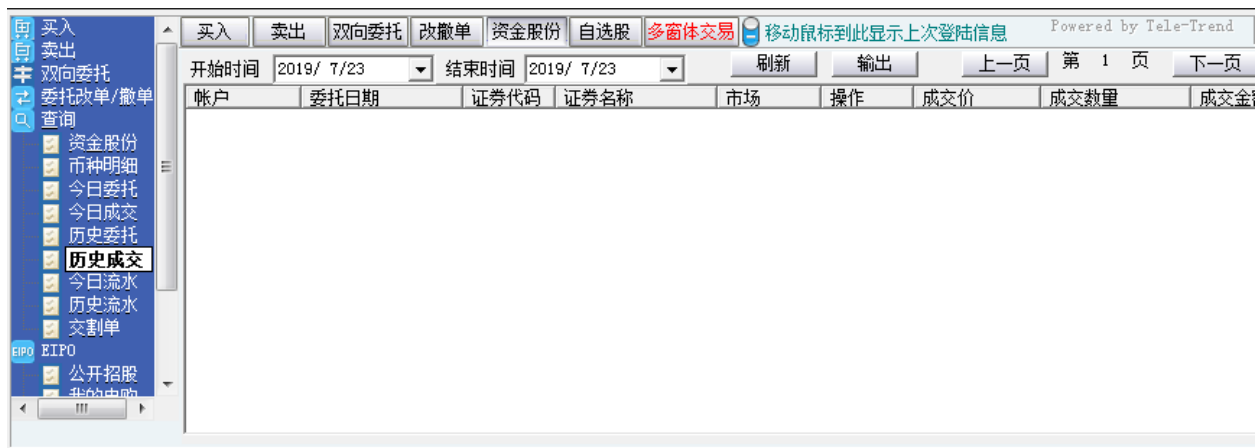 买入 卖出 双向委托 改撤单 资金股份 自选股 多窗体交易 移动鼠标到此显示上次登陆信息 Powered by Tele-Trend
开始时间 2019/ 7/23 结束时间 2019/ 7/23 刷新 输出 上一页 第 1 页 下一页
帐户 委托日期 证券代码 证券名称 市场 操作 成交价 成交数量 成交金
买入
卖出
双向委托
委托改单/撤单
查询
资金股份
币种明细
今日委托
今日成交
历史委托
历史成交
今日流水
历史流水
交割单
EIPO EIPO
公开招股
我的申购